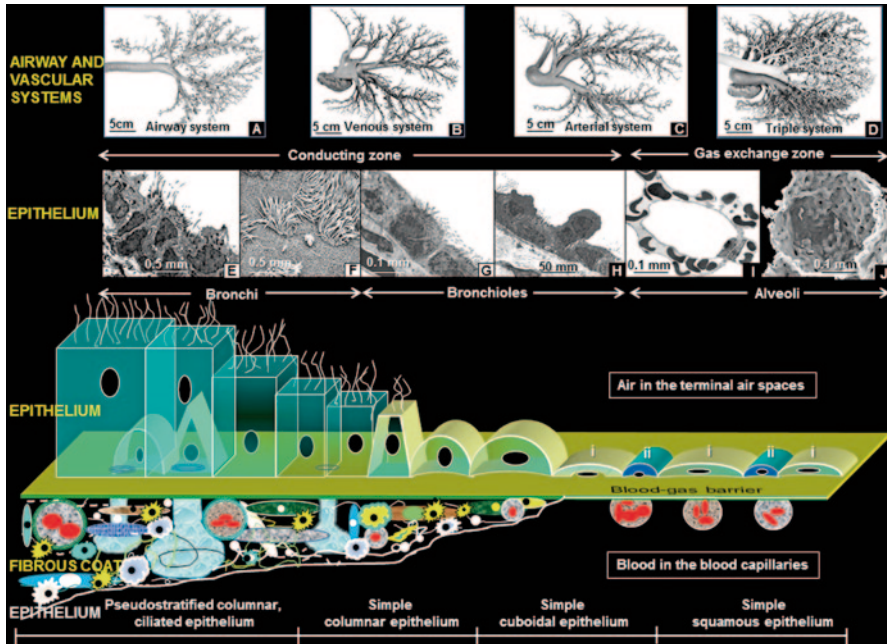 AIRWAY AND
VASCULAR
SYSTEMS
5cm Airway system A
5 cm Venous system B
5 cm Arterial system C
5 cm Triple system D
Conducting zone
Gas exchange zone
EPITHELIUM
0.5 mm E
0.5 mm F
0.1 mm G
50 mm H
0.1 mm I
0.1 mm J
Bronchi
Bronchioles
Alveoli
Air in the terminal air spaces
EPITHELIUM
i ii i ii i
Blood-gas barrier
FIBROUS COAT
Blood in the blood capillaries
EPITHELIUM
Pseudostratified columnar,
ciliated epithelium
Simple
columnar epithelium
Simple
cuboidal epithelium
Simple
squamous epithelium